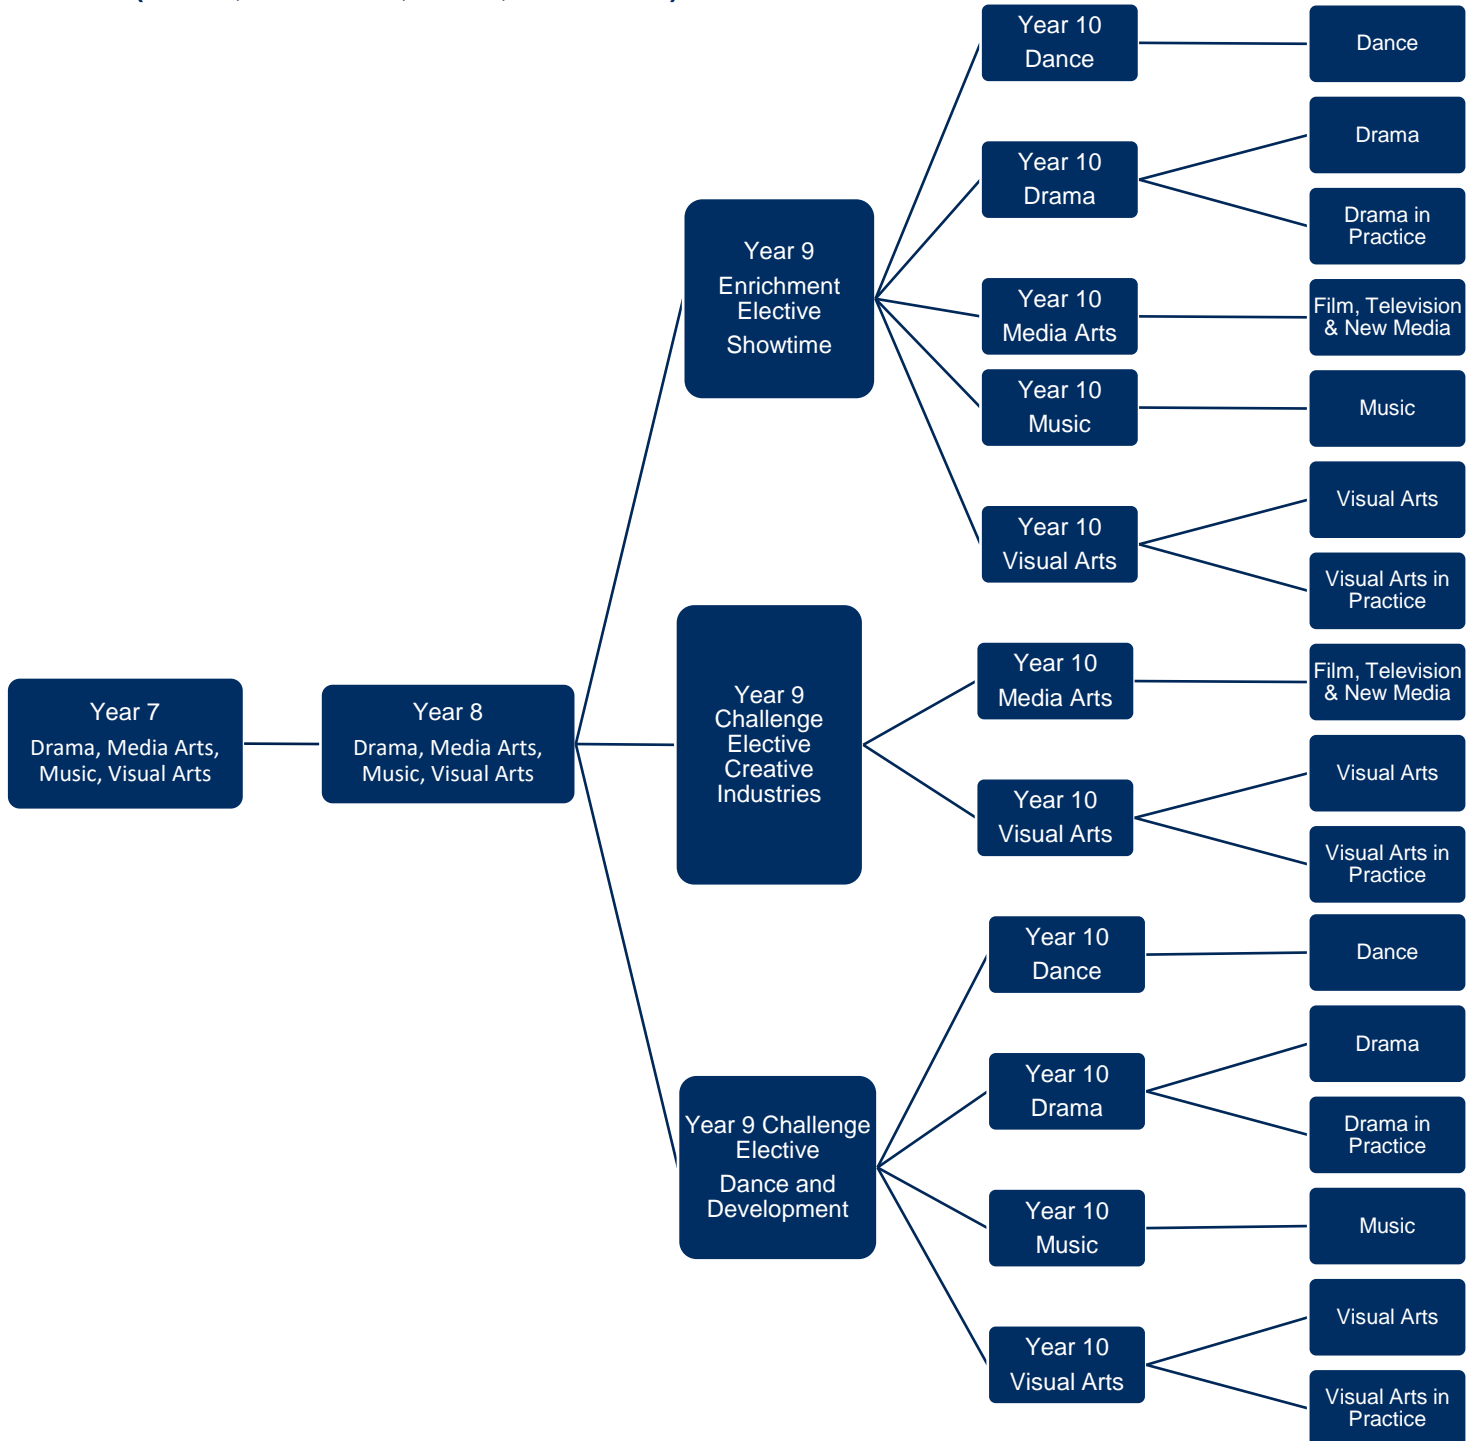 Year 10
Dance
Dance
Year 10
Drama
Drama
Drama in
Practice
Year 9
Enrichment
Elective
Showtime
Year 10
Media Arts
Film, Television
& New Media
Year 10
Music
Music
Year 10
Visual Arts
Visual Arts
Visual Arts in
Practice
Year 7
Drama, Media Arts,
Music, Visual Arts
Year 8
Drama, Media Arts,
Music, Visual Arts
Year 9
Challenge
Elective
Creative
Industries
Year 10
Media Arts
Film, Television
& New Media
Year 10
Visual Arts
Visual Arts
Visual Arts in
Practice
Year 9 Challenge
Elective
Dance and
Development
Year 10
Dance
Dance
Year 10
Drama
Drama
Drama in
Practice
Year 10
Music
Music
Year 10
Visual Arts
Visual Arts
Visual Arts in
Practice